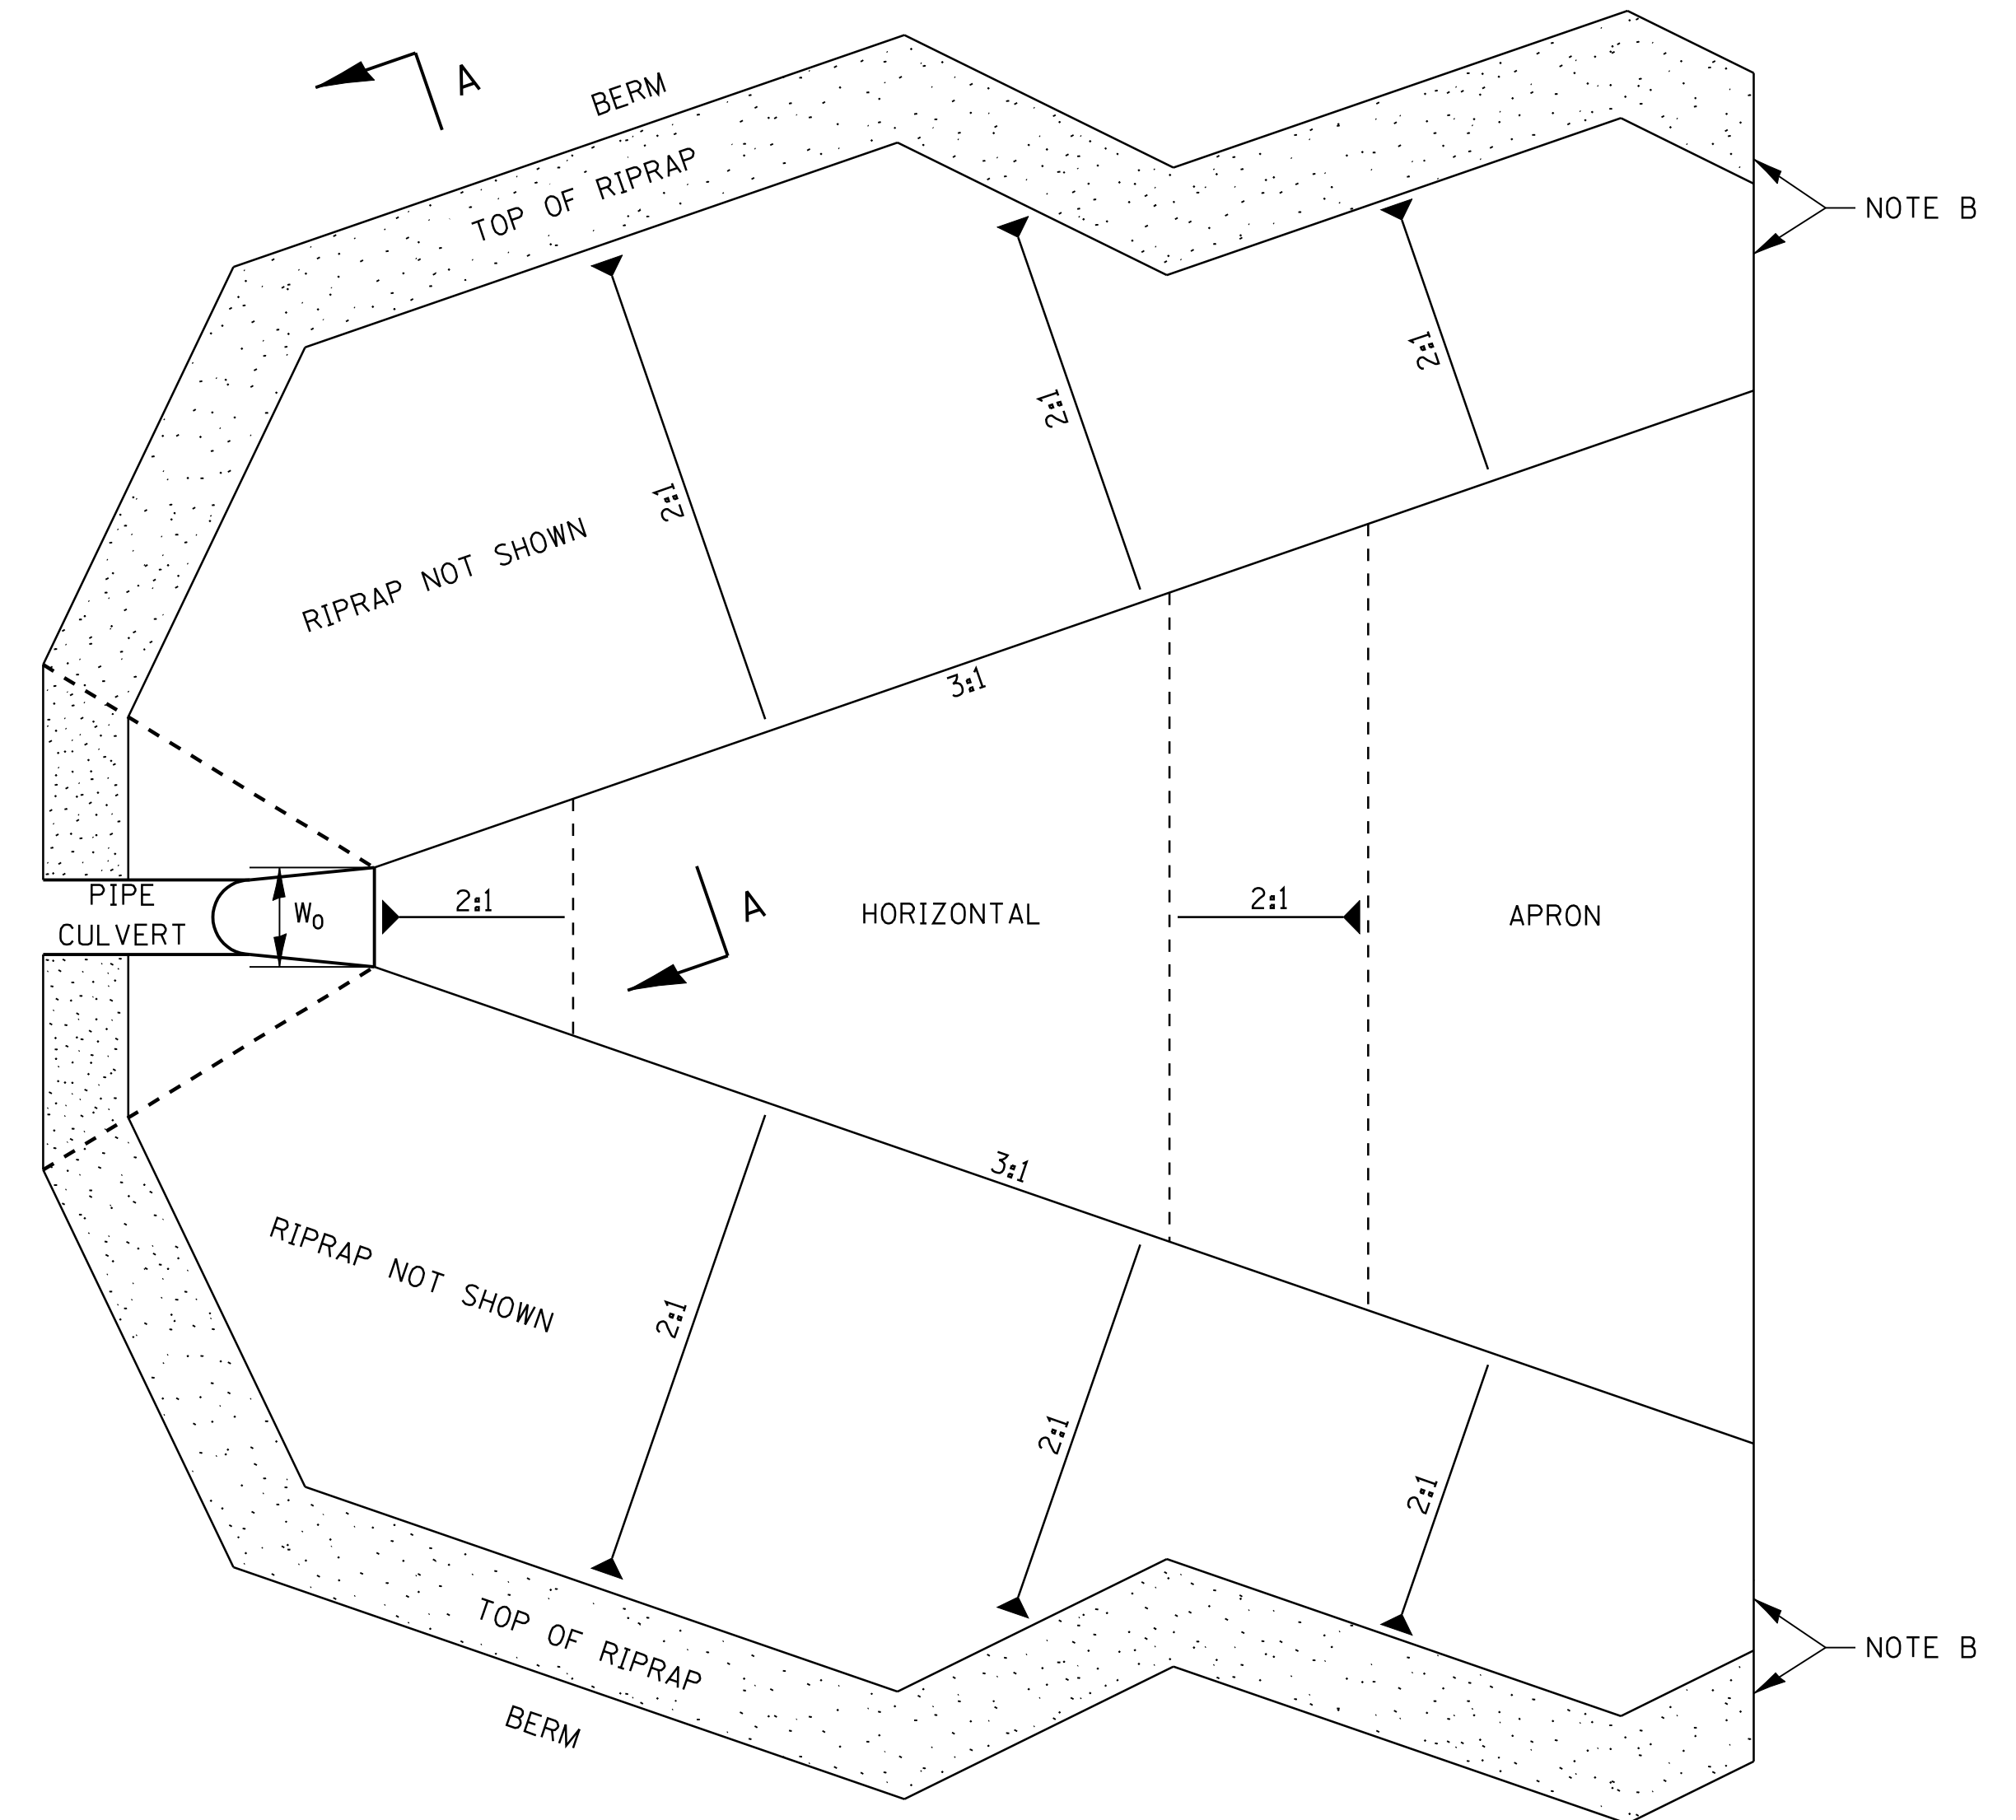 A
BERM
TOP OF RIPRAP
NOTE B
2:1
2:1
2:1
RIPRAP NOT SHOWN
3:1
PIPE
CULVERT
W₀
2:1
A
HORIZONTAL
2:1
APRON
3:1
RIPRAP NOT SHOWN
2:1
2:1
2:1
TOP OF RIPRAP
NOTE B
BERM